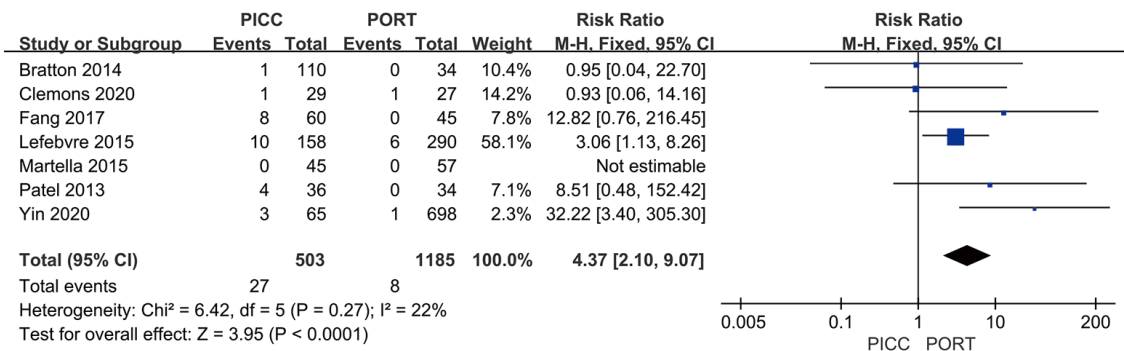 PICC PORT Risk Ratio Risk Ratio
Study or Subgroup Events Total Events Total Weight M-H, Fixed, 95% CI M-H, Fixed, 95% CI
Bratton 2014 1 110 0 34 10.4% 0.95 [0.04, 22.70]
Clemons 2020 1 29 1 27 14.2% 0.93 [0.06, 14.16]
Fang 2017 8 60 0 45 7.8% 12.82 [0.76, 216.45]
Lefebvre 2015 10 158 6 290 58.1% 3.06 [1.13, 8.26]
Martella 2015 0 45 0 57 Not estimable
Patel 2013 4 36 0 34 7.1% 8.51 [0.48, 152.42]
Yin 2020 3 65 1 698 2.3% 32.22 [3.40, 305.30]
Total (95% CI) 503 1185 100.0% 4.37 [2.10, 9.07]
Total events 27 8
Heterogeneity: Chi² = 6.42, df = 5 (P = 0.27); I² = 22%
Test for overall effect: Z = 3.95 (P < 0.0001)
0.005 0.1 1 10 200
PICC PORT